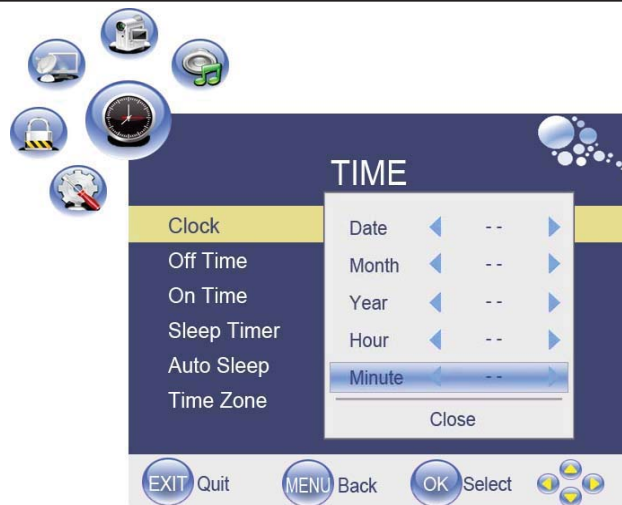 TIME
Clock
Off Time
On Time
Sleep Timer
Auto Sleep
Time Zone
Date - -
Month - -
Year - -
Hour - -
Minute - -
Close
EXIT Quit MENU Back OK Select